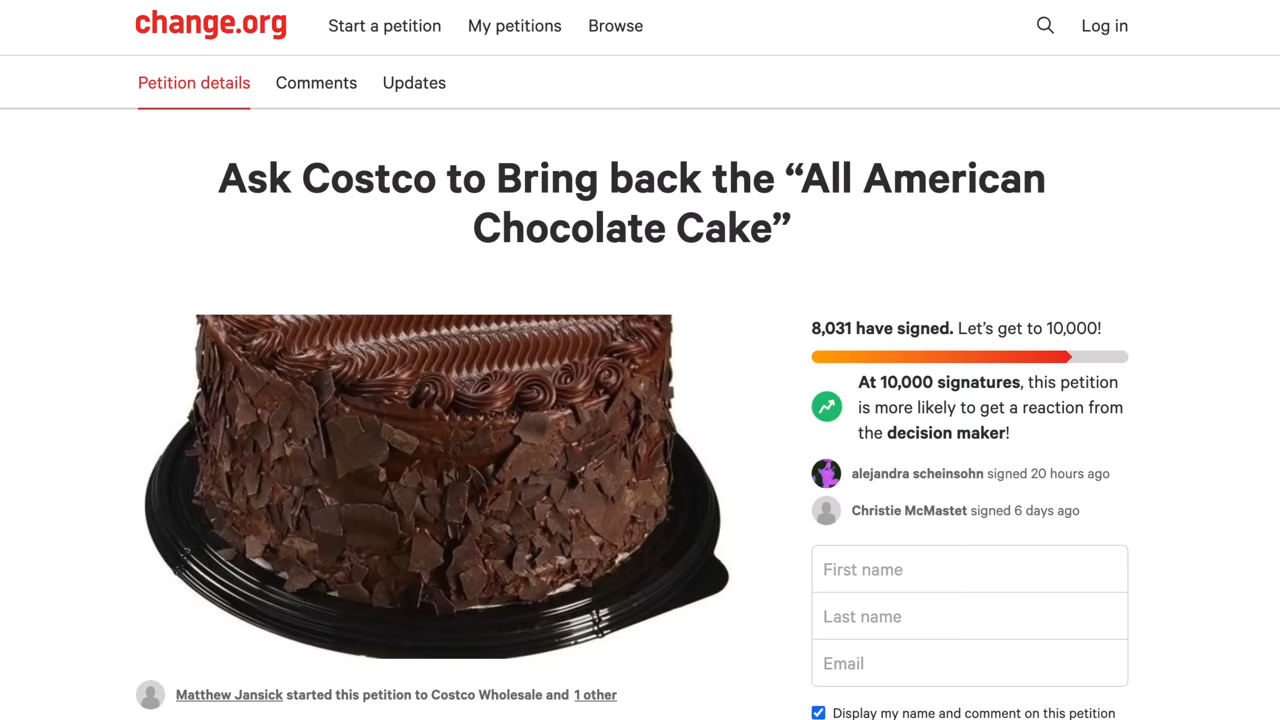 change.org
Start a petition
My petitions
Browse
Log in
Petition details
Comments
Updates
Ask Costco to Bring back the “All American
Chocolate Cake”
8,031 have signed. Let’s get to 10,000!
At 10,000 signatures, this petition
is more likely to get a reaction from
the decision maker!
alejandra scheinsohn signed 20 hours ago
Christie McMastet signed 6 days ago
First name
Last name
Email
Display my name and comment on this petition
Matthew Jansick started this petition to Costco Wholesale and 1 other